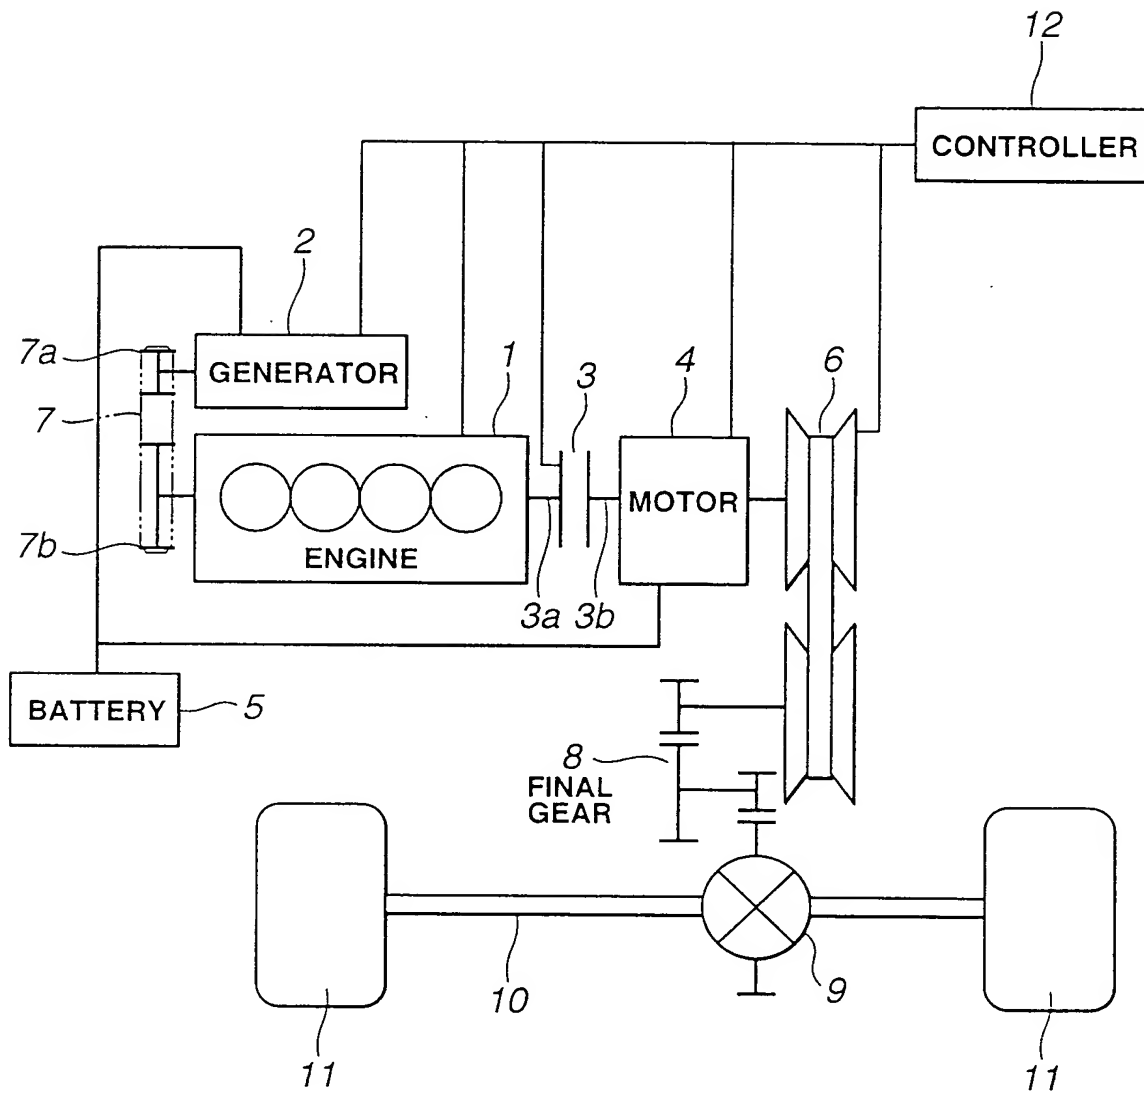 12
CONTROLLER
2
7a
GENERATOR
1
3
4
6
7
MOTOR
7b
ENGINE
3a 3b
BATTERY
5
8
FINAL
GEAR
10
9
11
11